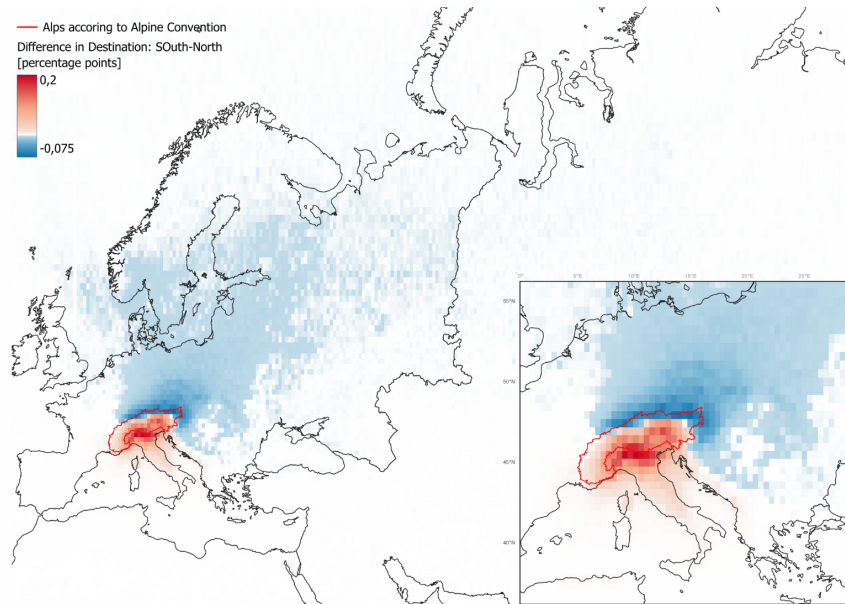 Alps accoring to Alpine Convention
Difference in Destination: SOuth-North
[percentage points]
0,2
-0,075
0°
5°E
10°E
15°E
20°E
25°E
55°N
50°N
45°N
40°N